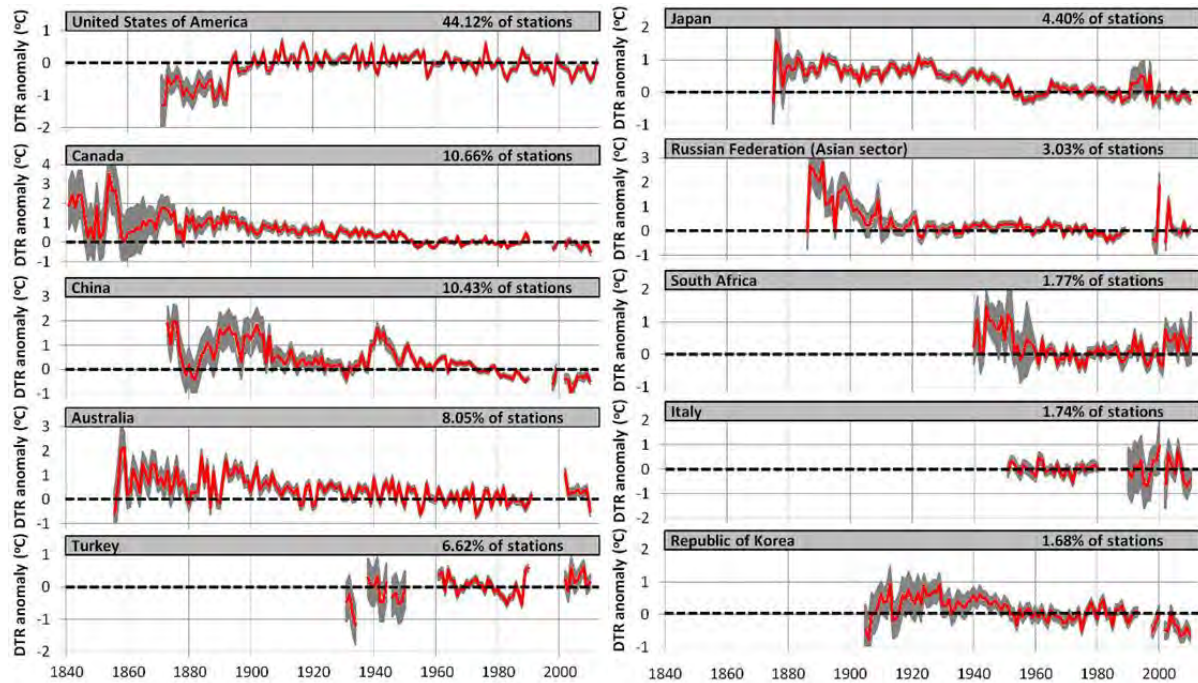 DTR anomaly (ºC)
United States of America 44.12% of stations
1
0
-1
-2
DTR anomaly (ºC)
Canada 10.66% of stations
4
3
2
1
0
-1
DTR anomaly (ºC)
China 10.43% of stations
3
2
1
0
-1
DTR anomaly (ºC)
Australia 8.05% of stations
3
2
1
0
-1
DTR anomaly (ºC)
Turkey 6.62% of stations
1
0
-1
-2
1840 1860 1880 1900 1920 1940 1960 1980 2000
DTR anomaly (ºC)
Japan 4.40% of stations
2
1
0
-1
DTR anomaly (ºC)
Russian Federation (Asian sector) 3.03% of stations
3
2
1
0
-1
DTR anomaly (ºC)
South Africa 1.77% of stations
2
1
0
-1
DTR anomaly (ºC)
Italy 1.74% of stations
2
1
0
-1
-2
DTR anomaly (ºC)
Republic of Korea 1.68% of stations
2
1
0
-1
1840 1860 1880 1900 1920 1940 1960 1980 2000